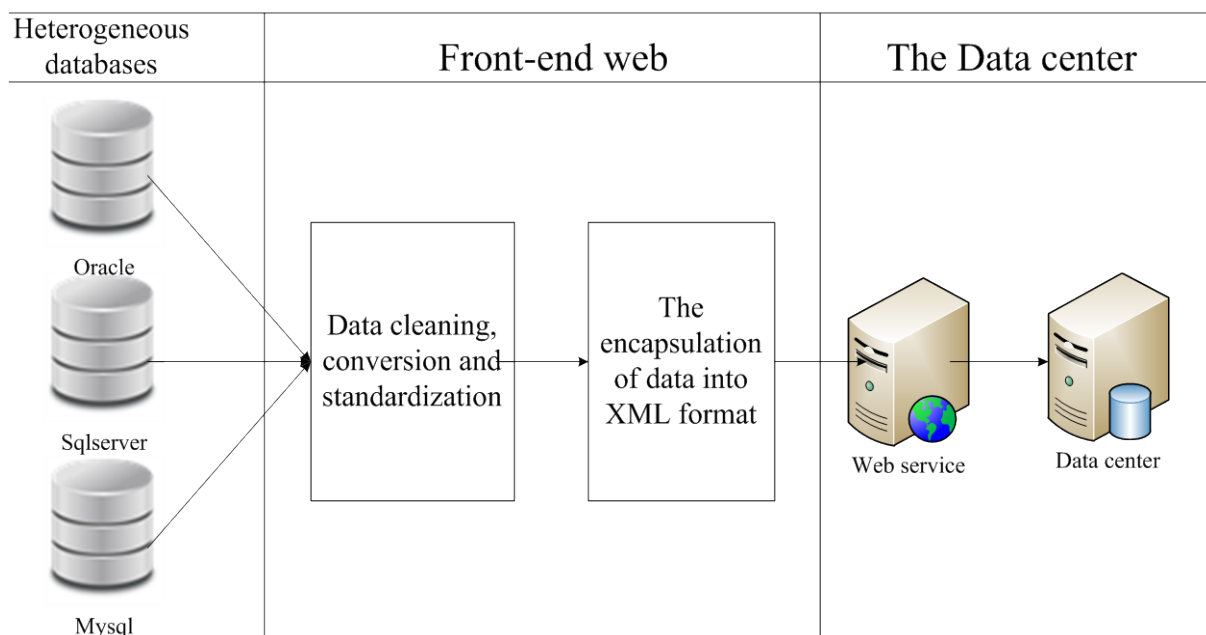 Heterogeneous
databases
Front-end web
The Data center
Oracle
Sqlserver
Mysql
Data cleaning,
conversion and
standardization
The
encapsulation
of data into
XML format
Web service
Data center